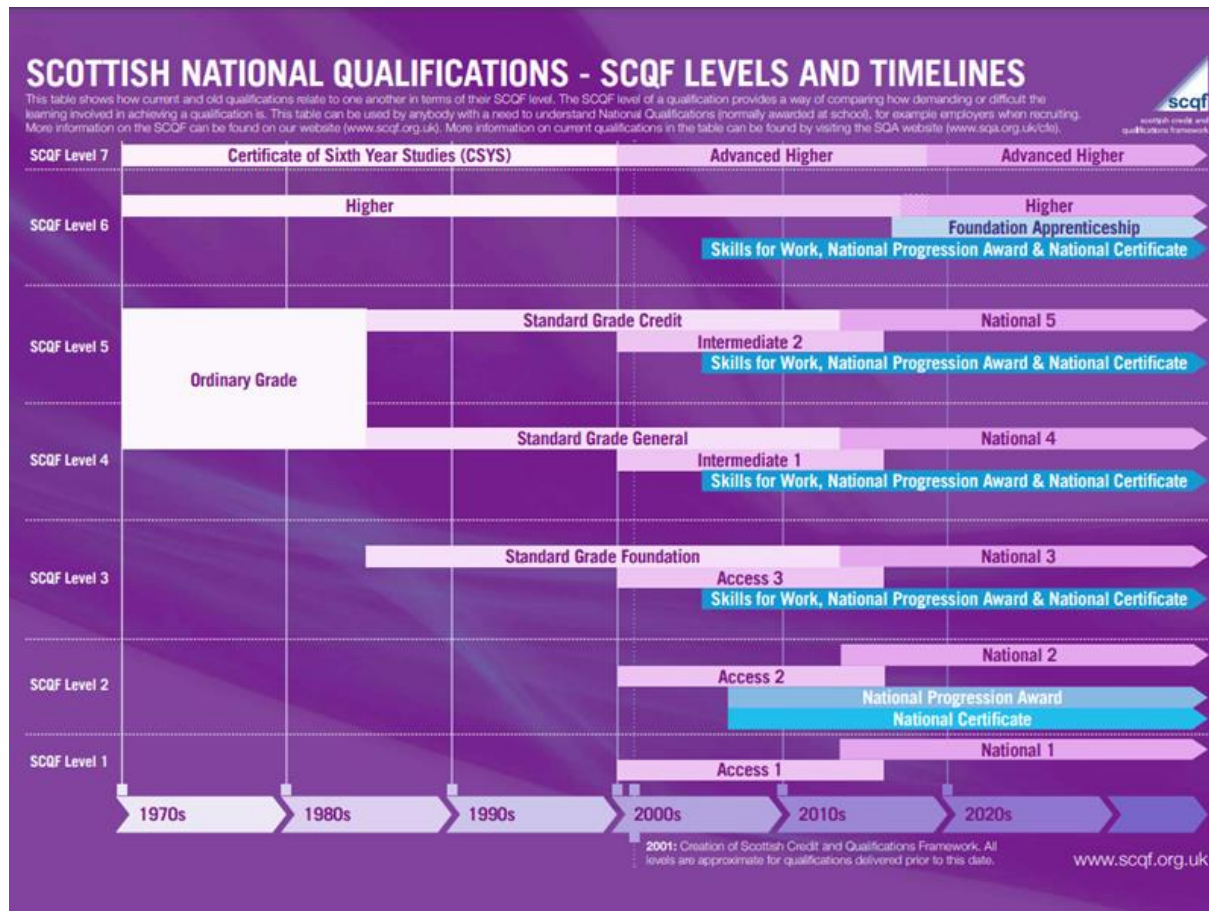 SCOTTISH NATIONAL QUALIFICATIONS - SCQF LEVELS AND TIMELINES
This table shows how current and old qualifications relate to one another in terms of their SCQF level. The SCQF level of a qualification provides a way of comparing how demanding or difficult the
learning involved in achieving a qualification is. This table can be used by anybody with a need to understand National Qualifications (normally awarded at school), for example employers when recruiting.
More information on the SCQF can be found on our website (www.scqf.org.uk). More information on current qualifications in the table can be found by visiting the SQA website (www.sqa.org.uk/cfe).
scqf
scottish credit and
qualifications framework
SCQF Level 7
Certificate of Sixth Year Studies (CSYS)
Advanced Higher
Advanced Higher
SCQF Level 6
Higher
Higher
Foundation Apprenticeship
Skills for Work, National Progression Award & National Certificate
SCQF Level 5
Ordinary Grade
Standard Grade Credit
National 5
Intermediate 2
Skills for Work, National Progression Award & National Certificate
SCQF Level 4
Standard Grade General
National 4
Intermediate 1
Skills for Work, National Progression Award & National Certificate
SCQF Level 3
Standard Grade Foundation
National 3
Access 3
Skills for Work, National Progression Award & National Certificate
SCQF Level 2
National 2
Access 2
National Progression Award
National Certificate
SCQF Level 1
National 1
Access 1
1970s
1980s
1990s
2000s
2010s
2020s
2001: Creation of Scottish Credit and Qualifications Framework. All
levels are approximate for qualifications delivered prior to this date.
www.scqf.org.uk